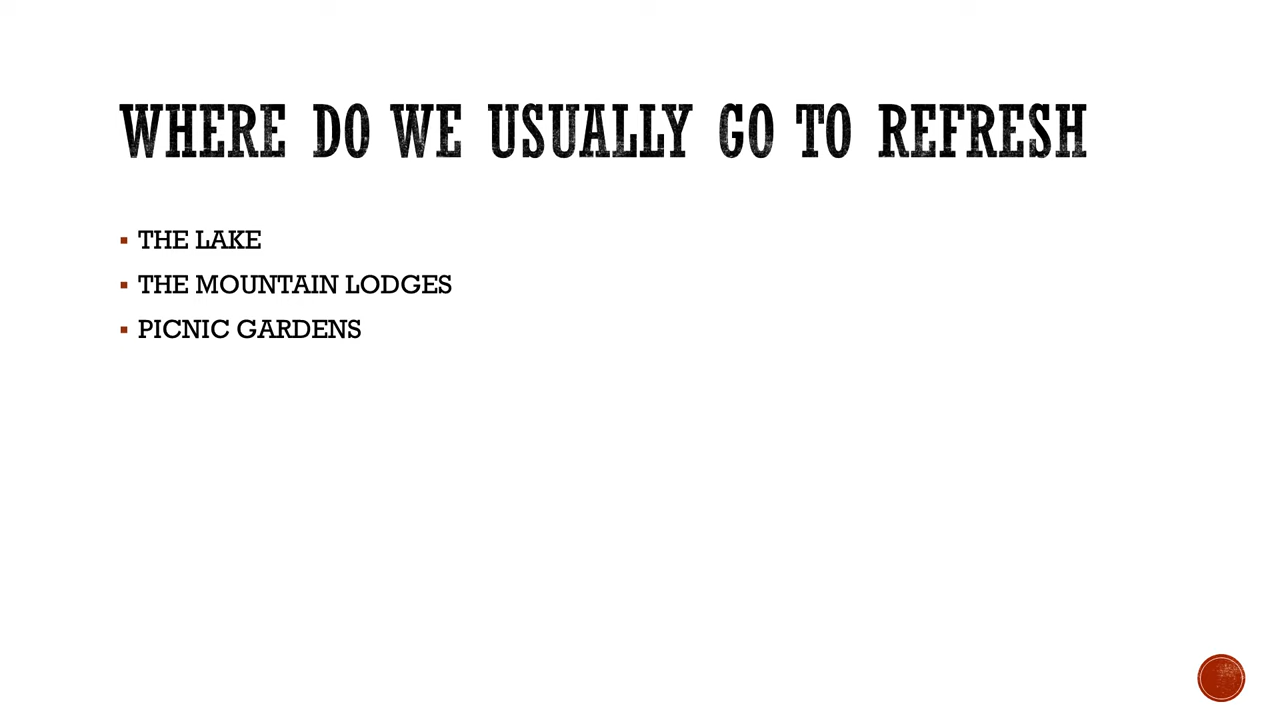 WHERE DO WE USUALLY GO TO REFRESH
THE LAKE
THE MOUNTAIN LODGES
PICNIC GARDENS